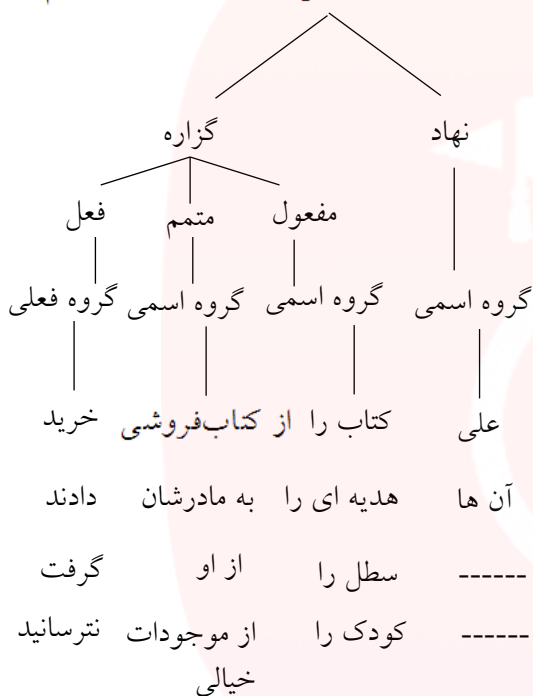 نهاد گزاره
مفعول متمم فعل
گروه اسمی گروه اسمی گروه اسمی گروه فعلی
علی کتاب را از کتاب‌فروشی خرید
آن ها هدیه ای را به مادرشان دادند
------ سطل را از او گرفت
------ کودک را از موجودات نترسانید
خیالی